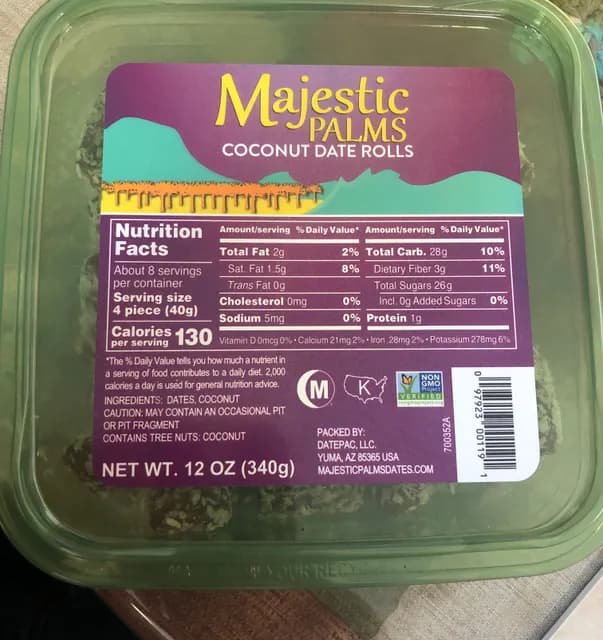 Majestic
PALMS
COCONUT DATE ROLLS
Nutrition
Facts
About 8 servings
per container
Serving size
4 piece (40g)
Calories
per serving 130
Amount/serving % Daily Value*
Total Fat 2g 2%
Sat. Fat 1.5g 8%
Trans Fat 0g
Cholesterol 0mg 0%
Sodium 5mg 0%
Amount/serving % Daily Value*
Total Carb. 28g 10%
Dietary Fiber 3g 11%
Total Sugars 26g
Incl. 0g Added Sugars 0%
Protein 1g
Vitamin D 0mcg 0% • Calcium 21mg 2% • Iron .28mg 2% • Potassium 278mg 6%
*The % Daily Value tells you how much a nutrient in
a serving of food contributes to a daily diet. 2,000
calories a day is used for general nutrition advice.
INGREDIENTS: DATES, COCONUT
CAUTION: MAY CONTAIN AN OCCASIONAL PIT
OR PIT FRAGMENT
CONTAINS TREE NUTS: COCONUT
NET WT. 12 OZ (340g)
M
K
NON
GMO
Project
VERIFIED
PACKED BY:
DATEPAC, LLC.
YUMA, AZ 85365 USA
MAJESTICPALMSDATES.COM
700352A
0 97923 00119 1